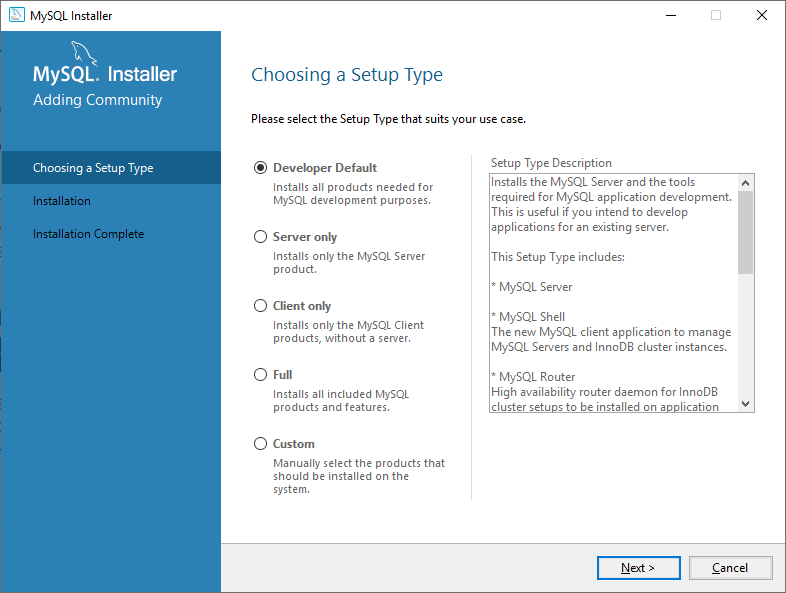 MySQL Installer
MySQL. Installer
Adding Community
Choosing a Setup Type
Installation
Installation Complete
Choosing a Setup Type
Please select the Setup Type that suits your use case.
Developer Default
Installs all products needed for
MySQL development purposes.
Server only
Installs only the MySQL Server
product.
Client only
Installs only the MySQL Client
products, without a server.
Full
Installs all included MySQL
products and features.
Custom
Manually select the products that
should be installed on the
system.
Setup Type Description
Installs the MySQL Server and the tools
required for MySQL application development.
This is useful if you intend to develop
applications for an existing server.
This Setup Type includes:
* MySQL Server
* MySQL Shell
The new MySQL client application to manage
MySQL Servers and InnoDB cluster instances.
* MySQL Router
High availability router daemon for InnoDB
cluster setups to be installed on application
Next >
Cancel